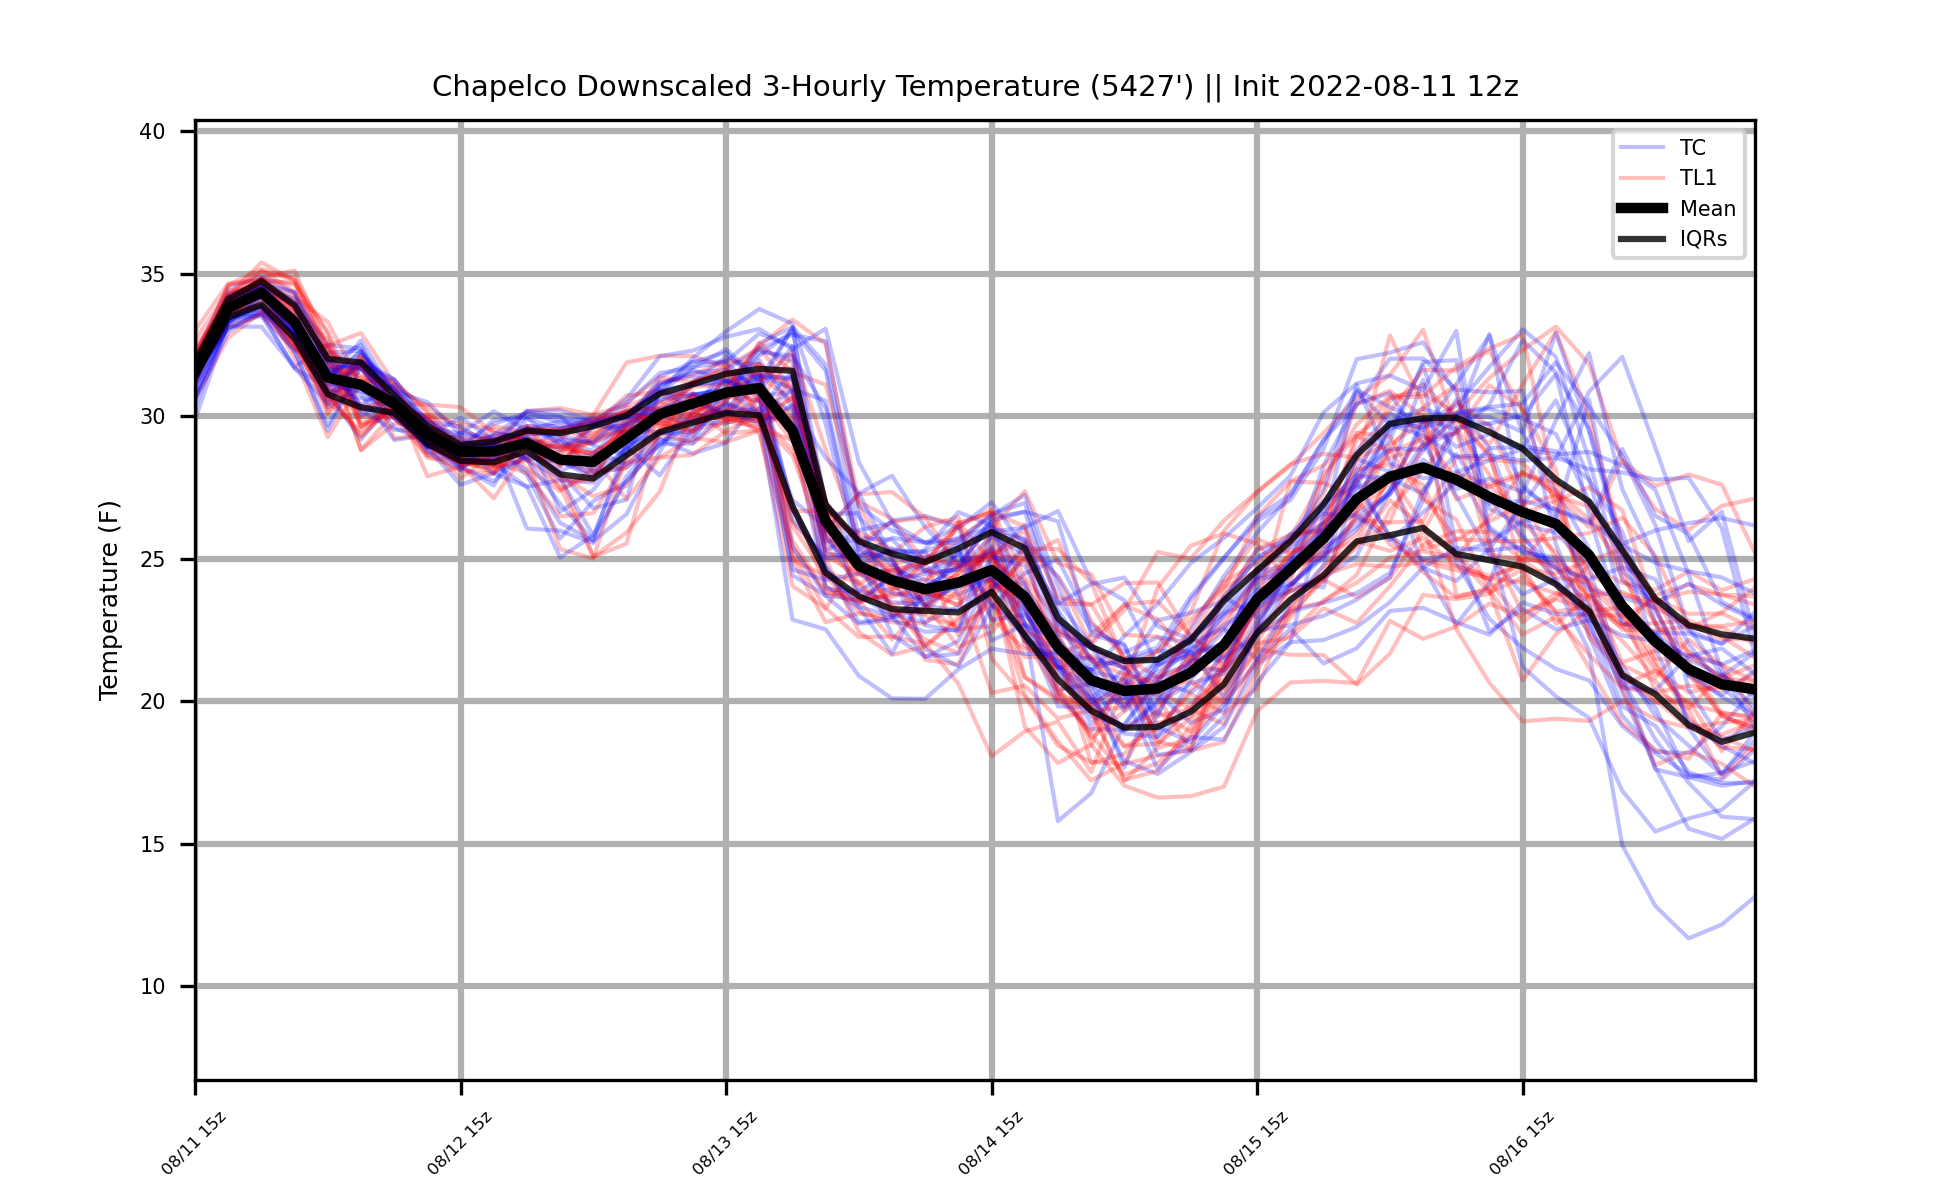 Chapelco Downscaled 3-Hourly Temperature (5427') || Init 2022-08-11 12z
TC
TL1
Mean
IQRs
Temperature (F)
40
35
30
25
20
15
10
08/11 15z
08/12 15z
08/13 15z
08/14 15z
08/15 15z
08/16 15z